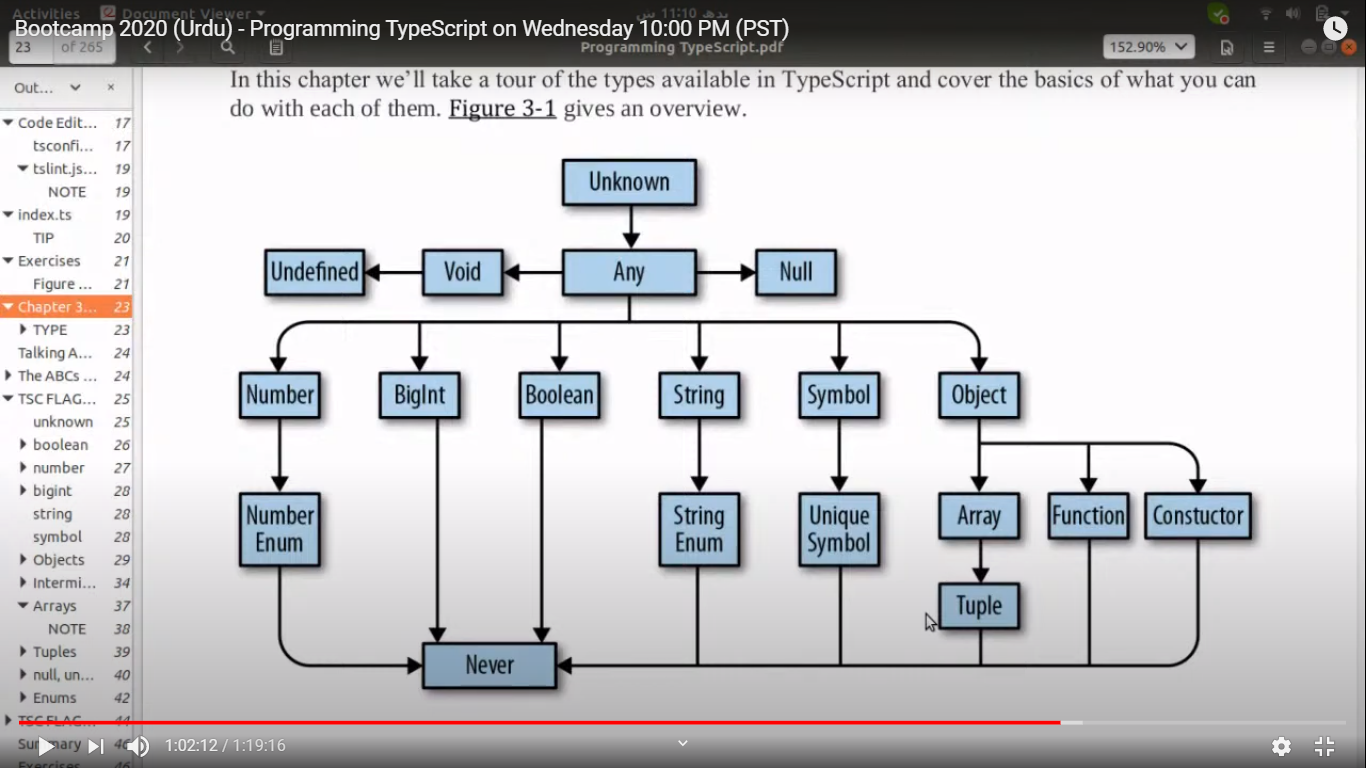 Activities Document Viewer ▾ بدھ 11:10 ش
Bootcamp 2020 (Urdu) - Programming TypeScript on Wednesday 10:00 PM (PST)
23 of 265
Programming TypeScript.pdf
152.90%
Out...
Code Edit... 17
tsconfi... 17
tslint.js... 19
NOTE 19
index.ts 19
TIP 20
Exercises 21
Figure ... 21
Chapter 3... 23
TYPE 23
Talking A... 24
The ABCs ... 24
TSC FLAG... 25
unknown 25
boolean 26
number 27
bigint 28
string 28
symbol 28
Objects 29
Intermi... 34
Arrays 37
NOTE 38
Tuples 39
null, un... 40
Enums 42
TSC FLAG... 44
Summary 46
Exercises 46
In this chapter we’ll take a tour of the types available in TypeScript and cover the basics of what you can
do with each of them. Figure 3-1 gives an overview.
Unknown
Undefined Void Any Null
Number BigInt Boolean String Symbol Object
Number
Enum
String
Enum
Unique
Symbol
Array Function Constuctor
Tuple
Never
1:02:12 / 1:19:16